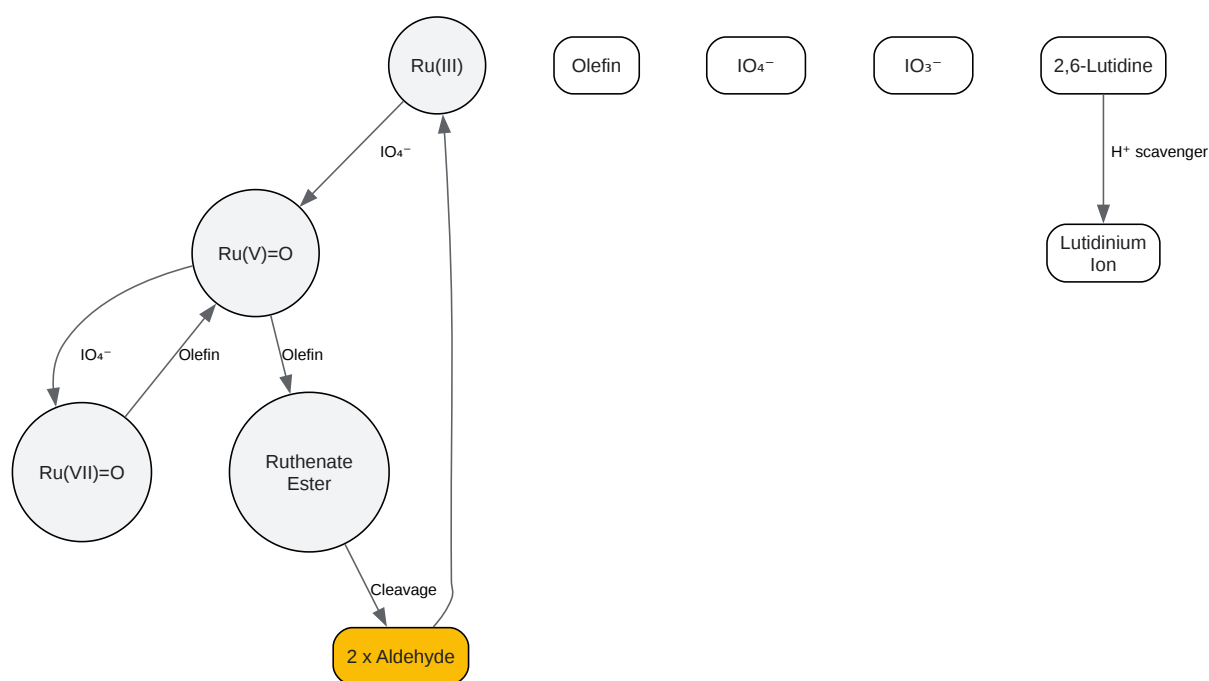 Ru(III)
Olefin
IO₄⁻
IO₃⁻
2,6-Lutidine
IO₄⁻
H⁺ scavenger
Ru(V)=O
Lutidinium
Ion
IO₄⁻
Olefin
Olefin
Ru(VII)=O
Ruthenate
Ester
Cleavage
2 x Aldehyde